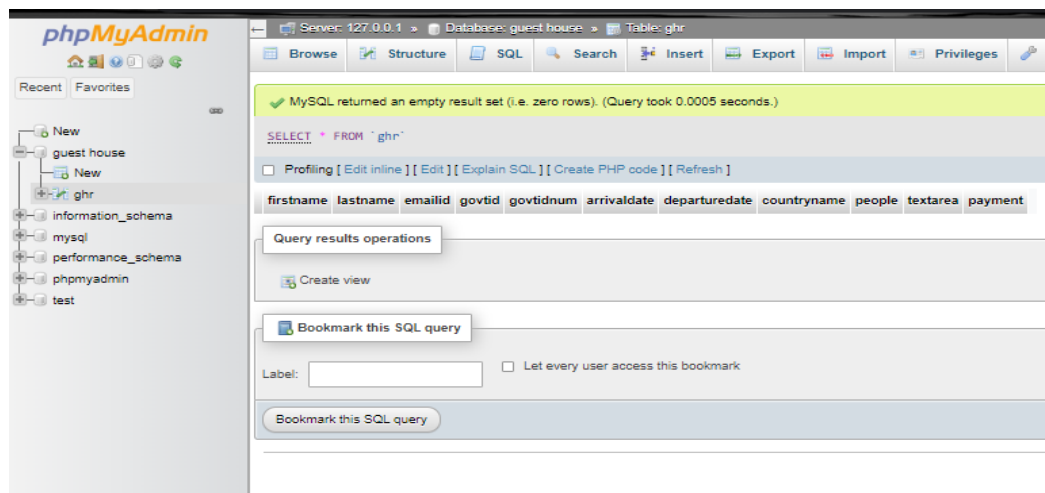 phpMyAdmin
Recent Favorites
New
guest house
New
ghr
information_schema
mysql
performance_schema
phpmyadmin
test
Server: 127.0.0.1 » Database: guest house » Table: ghr
Browse Structure SQL Search Insert Export Import Privileges
MySQL returned an empty result set (i.e. zero rows). (Query took 0.0005 seconds.)
SELECT * FROM `ghr`
Profiling [ Edit inline ] [ Edit ] [ Explain SQL ] [ Create PHP code ] [ Refresh ]
firstname lastname emailid govtid govtidnum arrivaldate departuredate countryname people textarea payment
Query results operations
Create view
Bookmark this SQL query
Label:
Let every user access this bookmark
Bookmark this SQL query